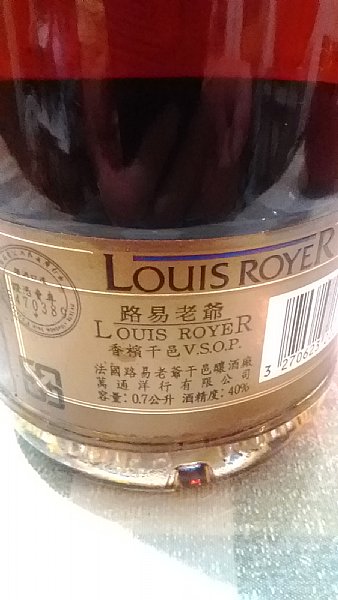 LOUIS ROYER
路易老爺
LOUIS ROYER
香檳干邑V.S.O.P.
法國路易老爺干邑釀酒廠
萬通洋行有限公司
容量：0.7公升 酒精度：40%
3 270625